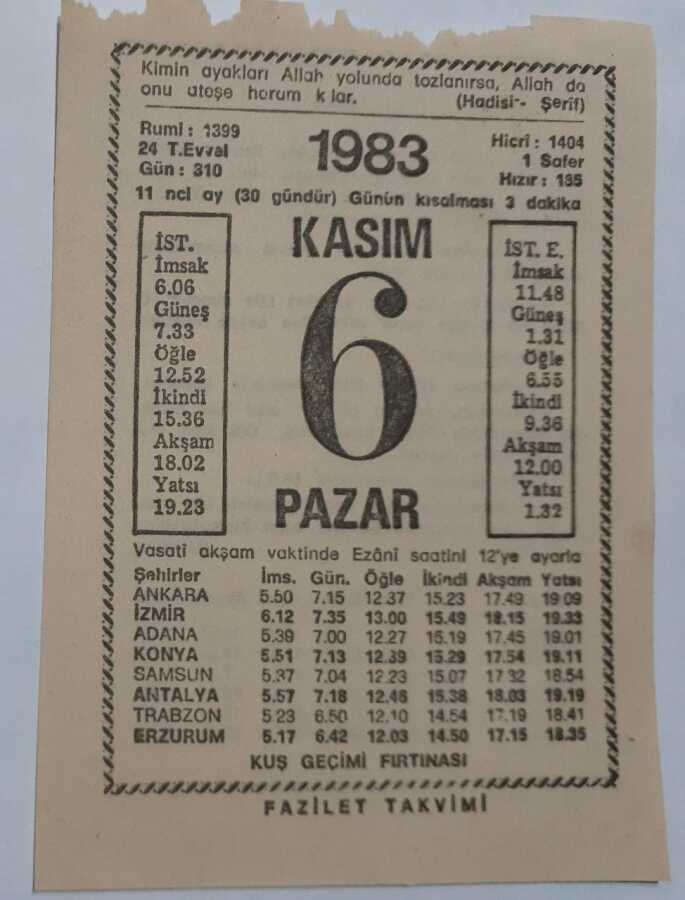 Kimin ayakları Allah yolunda tozlanırsa, Allah da
onu ateşe harum k lar. (Hadisi- Şerif)
Rumi : 1399
24 T.Evval
Gün : 310
1983
Hicri : 1404
1 Safer
Hızır : 185
11 nci ay (30 gündür) Günün kısalması 3 dakika
KASIM
6
PAZAR
İST.
İmsak
6.06
Güneş
7.33
Öğle
12.52
İkindi
15.36
Akşam
18.02
Yatsı
19.23
İST. E.
İmsak
11.48
Güneş
1.31
Öğle
6.55
İkindi
9.36
Akşam
12.00
Yatsı
1.32
Vasatî akşam vaktinde Ezânî saatini 12'ye ayarla
Şehirler İms. Gün. Öğle İkindi Akşam Yatsı
ANKARA 5.50 7.15 12.37 15.23 17.49 19 09
İZMİR 6.12 7.35 13.00 15.49 18.15 19.33
ADANA 5.39 7.00 12.27 15.19 17.45 19.01
KONYA 5.51 7.13 12.39 15.29 17.54 19.11
SAMSUN 5.37 7.04 12.23 15.07 17 32 18.54
ANTALYA 5.57 7.18 12.46 15.38 18.03 19.19
TRABZON 5 23 6.50 12.10 14.54 17.19 18.41
ERZURUM 5.17 6.42 12.03 14.50 17.15 18.35
KUŞ GEÇİMİ FIRTINASI
FAZİLET TAKVİMİ